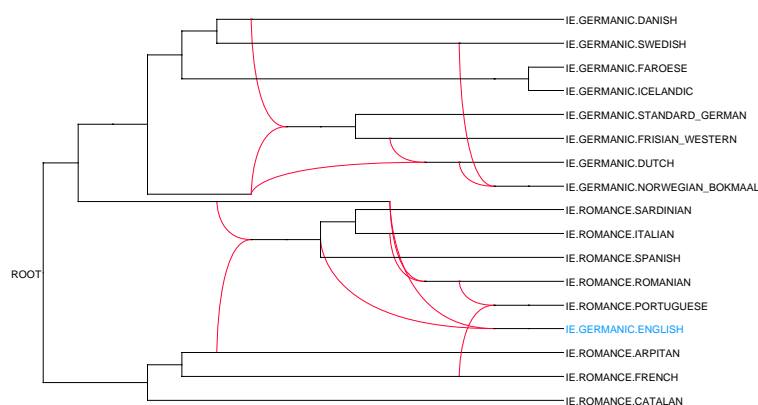 IE.GERMANIC.DANISH
IE.GERMANIC.SWEDISH
IE.GERMANIC.FAROESE
IE.GERMANIC.ICELANDIC
IE.GERMANIC.STANDARD_GERMAN
IE.GERMANIC.FRISIAN_WESTERN
IE.GERMANIC.DUTCH
IE.GERMANIC.NORWEGIAN_BOKMAAL
IE.ROMANCE.SARDINIAN
IE.ROMANCE.ITALIAN
IE.ROMANCE.SPANISH
ROOT
IE.ROMANCE.ROMANIAN
IE.ROMANCE.PORTUGUESE
IE.GERMANIC.ENGLISH
IE.ROMANCE.ARPITAN
IE.ROMANCE.FRENCH
IE.ROMANCE.CATALAN